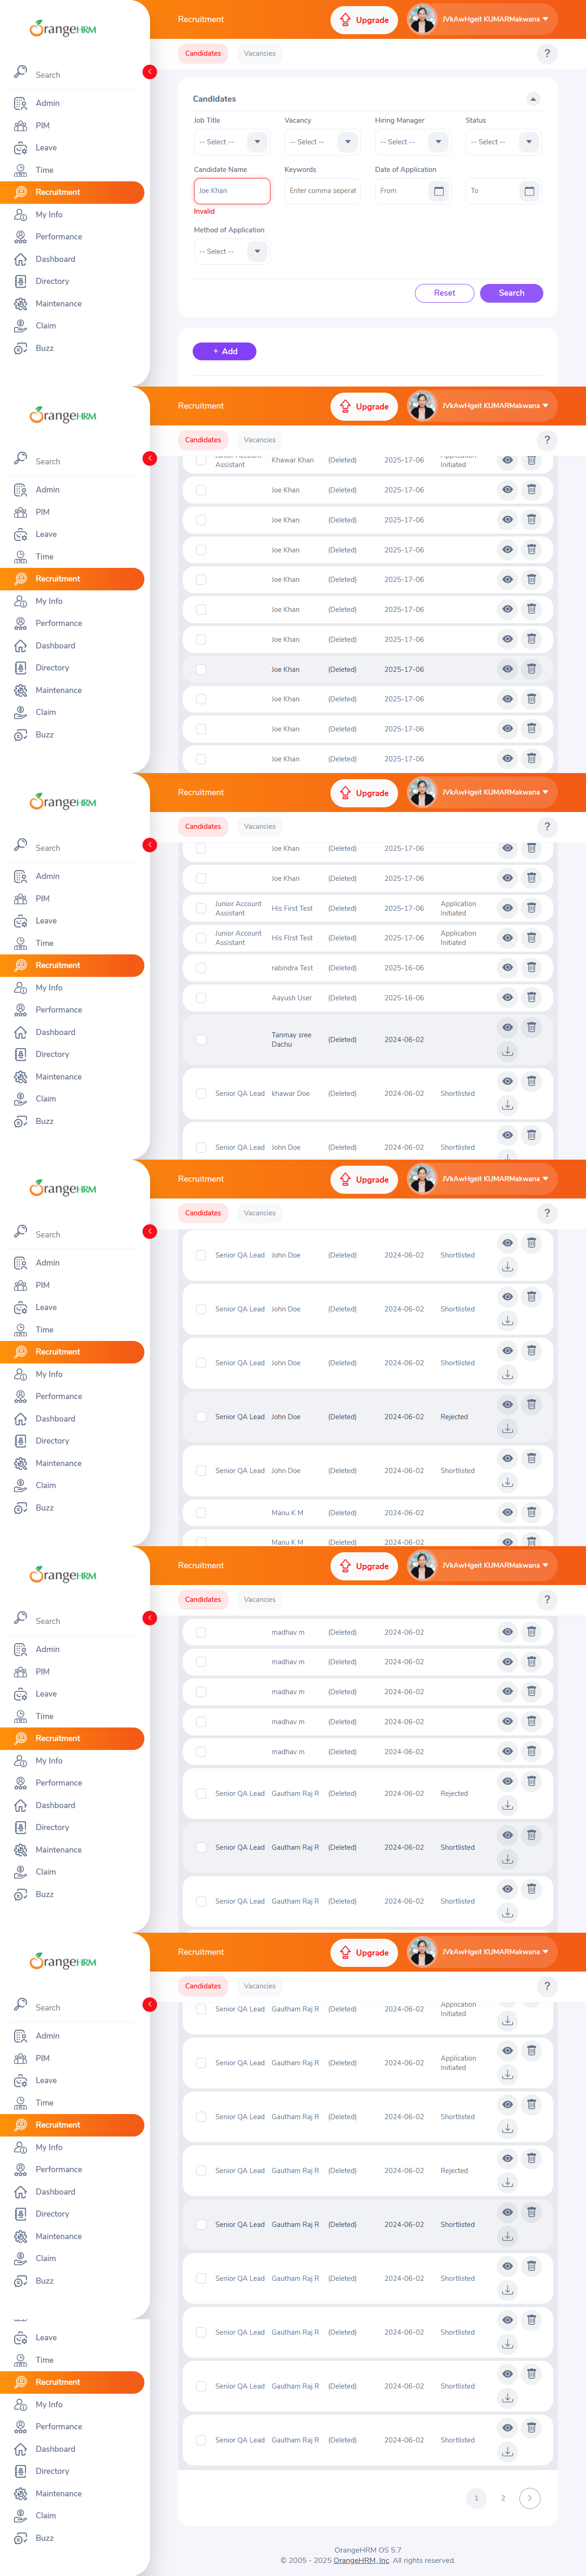 OrangeHRM
Recruitment
Upgrade
JVkAwHgeit KUMARMakwana
Candidates
Vacancies
?
Search
Admin
PIM
Leave
Time
Recruitment
My Info
Performance
Dashboard
Directory
Maintenance
Claim
Buzz
Candidates
Job Title
Vacancy
Hiring Manager
Status
-- Select --
-- Select --
-- Select --
-- Select --
Candidate Name
Keywords
Date of Application
Joe Khan
Enter comma seperat
From
To
Invalid
Method of Application
-- Select --
Reset
Search
+ Add
OrangeHRM
Recruitment
Upgrade
JVkAwHgeit KUMARMakwana
Candidates
Vacancies
?
Search
Admin
PIM
Leave
Time
Recruitment
My Info
Performance
Dashboard
Directory
Maintenance
Claim
Buzz
Junior Account Assistant Khawar Khan (Deleted) 2025-17-06 Application Initiated
Joe Khan (Deleted) 2025-17-06
Joe Khan (Deleted) 2025-17-06
Joe Khan (Deleted) 2025-17-06
Joe Khan (Deleted) 2025-17-06
Joe Khan (Deleted) 2025-17-06
Joe Khan (Deleted) 2025-17-06
Joe Khan (Deleted) 2025-17-06
Joe Khan (Deleted) 2025-17-06
Joe Khan (Deleted) 2025-17-06
Joe Khan (Deleted) 2025-17-06
OrangeHRM
Recruitment
Upgrade
JVkAwHgeit KUMARMakwana
Candidates
Vacancies
?
Search
Admin
PIM
Leave
Time
Recruitment
My Info
Performance
Dashboard
Directory
Maintenance
Claim
Buzz
Joe Khan (Deleted) 2025-17-06
Joe Khan (Deleted) 2025-17-06
Junior Account Assistant His First Test (Deleted) 2025-17-06 Application Initiated
Junior Account Assistant His FIrst Test (Deleted) 2025-17-06 Application Initiated
rabindra Test (Deleted) 2025-16-06
Aayush User (Deleted) 2025-16-06
Tanmay sree Dachu (Deleted) 2024-06-02
Senior QA Lead khawar Doe (Deleted) 2024-06-02 Shortlisted
Senior QA Lead John Doe (Deleted) 2024-06-02 Shortlisted
OrangeHRM
Recruitment
Upgrade
JVkAwHgeit KUMARMakwana
Candidates
Vacancies
?
Search
Admin
PIM
Leave
Time
Recruitment
My Info
Performance
Dashboard
Directory
Maintenance
Claim
Buzz
Senior QA Lead John Doe (Deleted) 2024-06-02 Shortlisted
Senior QA Lead John Doe (Deleted) 2024-06-02 Shortlisted
Senior QA Lead John Doe (Deleted) 2024-06-02 Shortlisted
Senior QA Lead John Doe (Deleted) 2024-06-02 Rejected
Senior QA Lead John Doe (Deleted) 2024-06-02 Shortlisted
Manu K M (Deleted) 2024-06-02
Manu K M (Deleted) 2024-06-02
OrangeHRM
Recruitment
Upgrade
JVkAwHgeit KUMARMakwana
Candidates
Vacancies
?
Search
Admin
PIM
Leave
Time
Recruitment
My Info
Performance
Dashboard
Directory
Maintenance
Claim
Buzz
madhav m (Deleted) 2024-06-02
madhav m (Deleted) 2024-06-02
madhav m (Deleted) 2024-06-02
madhav m (Deleted) 2024-06-02
madhav m (Deleted) 2024-06-02
Senior QA Lead Gautham Raj R (Deleted) 2024-06-02 Rejected
Senior QA Lead Gautham Raj R (Deleted) 2024-06-02 Shortlisted
Senior QA Lead Gautham Raj R (Deleted) 2024-06-02 Shortlisted
OrangeHRM
Recruitment
Upgrade
JVkAwHgeit KUMARMakwana
Candidates
Vacancies
?
Search
Admin
PIM
Leave
Time
Recruitment
My Info
Performance
Dashboard
Directory
Maintenance
Claim
Buzz
Leave
Time
Recruitment
My Info
Performance
Dashboard
Directory
Maintenance
Claim
Buzz
Senior QA Lead Gautham Raj R (Deleted) 2024-06-02 Application Initiated
Senior QA Lead Gautham Raj R (Deleted) 2024-06-02 Application Initiated
Senior QA Lead Gautham Raj R (Deleted) 2024-06-02 Shortlisted
Senior QA Lead Gautham Raj R (Deleted) 2024-06-02 Rejected
Senior QA Lead Gautham Raj R (Deleted) 2024-06-02 Shortlisted
Senior QA Lead Gautham Raj R (Deleted) 2024-06-02 Shortlisted
Senior QA Lead Gautham Raj R (Deleted) 2024-06-02 Shortlisted
Senior QA Lead Gautham Raj R (Deleted) 2024-06-02 Shortlisted
Senior QA Lead Gautham Raj R (Deleted) 2024-06-02 Shortlisted
1
2
OrangeHRM OS 5.7
© 2005 - 2025 OrangeHRM, Inc. All rights reserved.